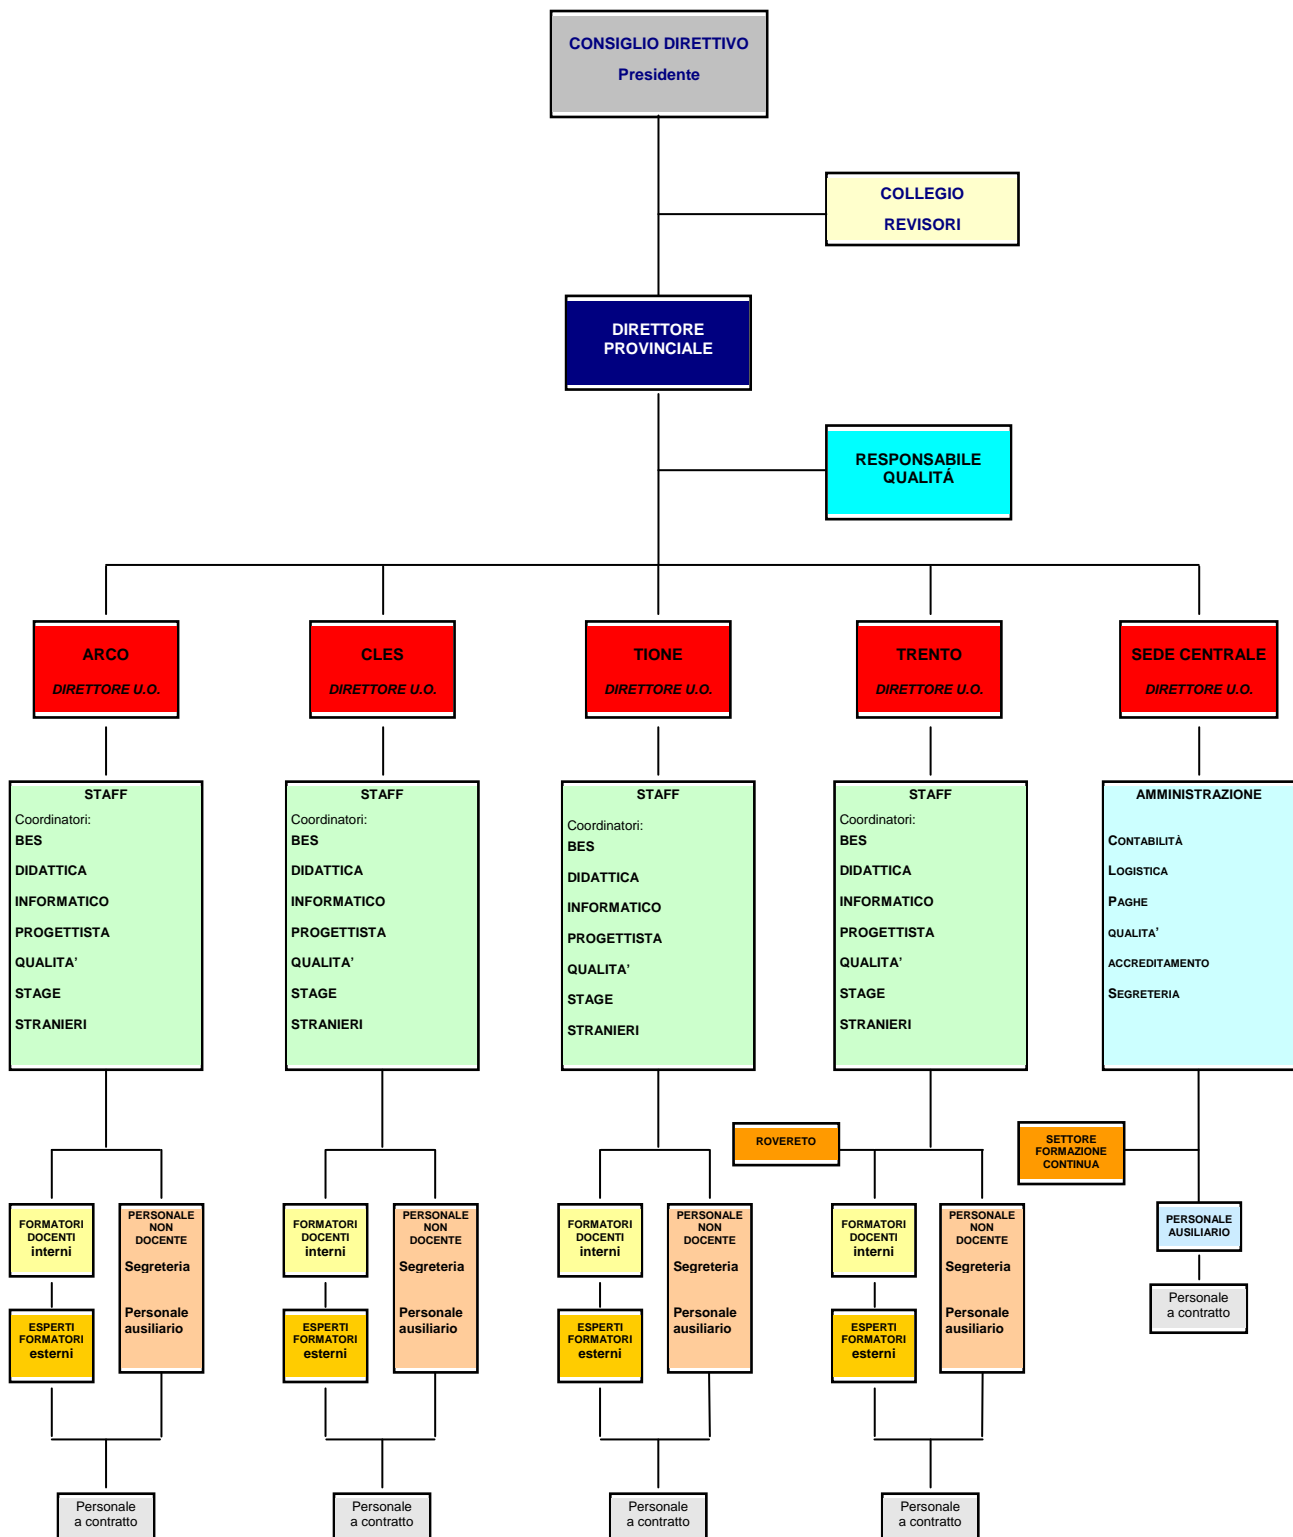 CONSIGLIO DIRETTIVO
Presidente
COLLEGIO
REVISORI
DIRETTORE
PROVINCIALE
RESPONSABILE
QUALITÁ
ARCO
DIRETTORE U.O.
CLES
DIRETTORE U.O.
TIONE
DIRETTORE U.O.
TRENTO
DIRETTORE U.O.
SEDE CENTRALE
DIRETTORE U.O.
STAFF
Coordinatori:
BES
DIDATTICA
INFORMATICO
PROGETTISTA
QUALITA’
STAGE
STRANIERI
STAFF
Coordinatori:
BES
DIDATTICA
INFORMATICO
PROGETTISTA
QUALITA’
STAGE
STRANIERI
STAFF
Coordinatori:
BES
DIDATTICA
INFORMATICO
PROGETTISTA
QUALITA’
STAGE
STRANIERI
STAFF
Coordinatori:
BES
DIDATTICA
INFORMATICO
PROGETTISTA
QUALITA’
STAGE
STRANIERI
AMMINISTRAZIONE
CONTABILITÀ
LOGISTICA
PAGHE
QUALITA’
ACCREDITAMENTO
SEGRETERIA
ROVERETO
SETTORE
FORMAZIONE
CONTINUA
FORMATORI
DOCENTI
interni
PERSONALE
NON
DOCENTE
Segreteria
Personale
ausiliario
ESPERTI
FORMATORI
esterni
FORMATORI
DOCENTI
interni
PERSONALE
NON
DOCENTE
Segreteria
Personale
ausiliario
ESPERTI
FORMATORI
esterni
FORMATORI
DOCENTI
interni
PERSONALE
NON
DOCENTE
Segreteria
Personale
ausiliario
ESPERTI
FORMATORI
esterni
FORMATORI
DOCENTI
interni
PERSONALE
NON
DOCENTE
Segreteria
Personale
ausiliario
ESPERTI
FORMATORI
esterni
PERSONALE
AUSILIARIO
Personale
a contratto
Personale
a contratto
Personale
a contratto
Personale
a contratto
Personale
a contratto